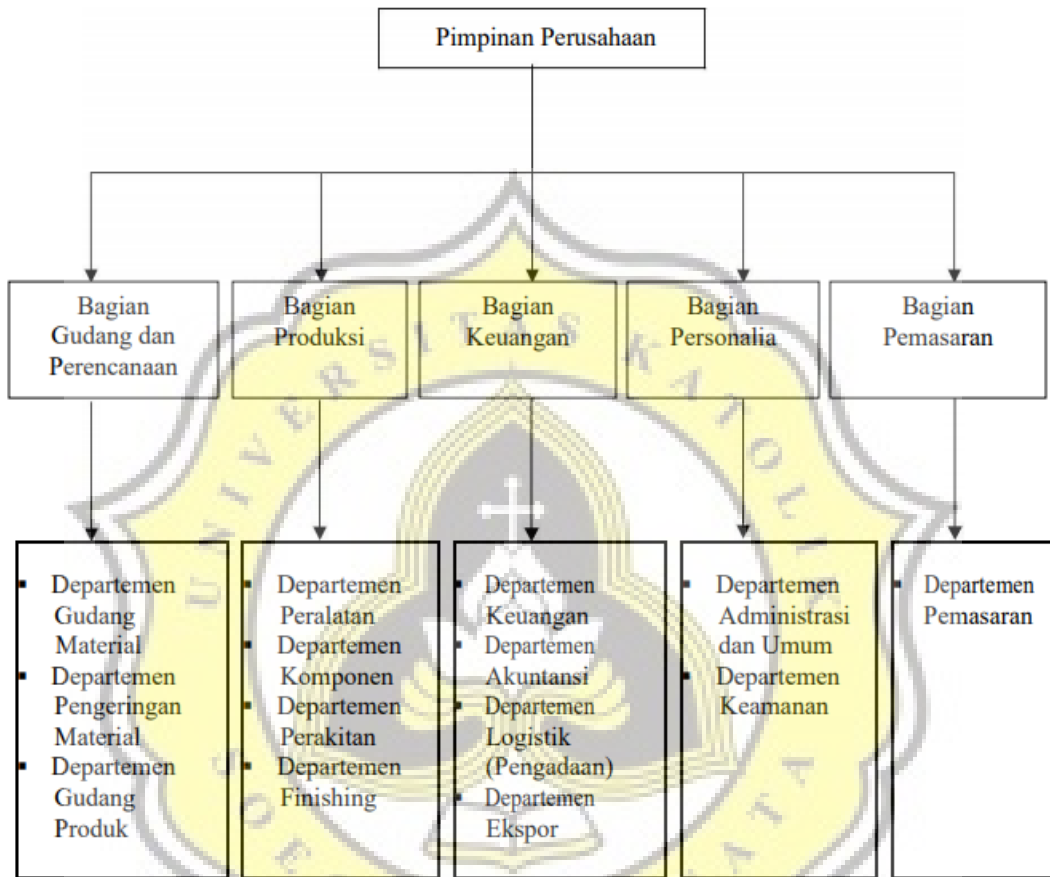 Pimpinan Perusahaan
Bagian
Gudang dan
Perencanaan
Bagian
Produksi
Bagian
Keuangan
Bagian
Personalia
Bagian
Pemasaran
▪ Departemen
Gudang
Material
▪ Departemen
Pengeringan
Material
▪ Departemen
Gudang
Produk
▪ Departemen
Peralatan
▪ Departemen
Komponen
▪ Departemen
Perakitan
▪ Departemen
Finishing
▪ Departemen
Keuangan
▪ Departemen
Akuntansi
▪ Departemen
Logistik
(Pengadaan)
▪ Departemen
Ekspor
▪ Departemen
Administrasi
dan Umum
▪ Departemen
Keamanan
▪ Departemen
Pemasaran
UNIVERSITAS KATOLIK